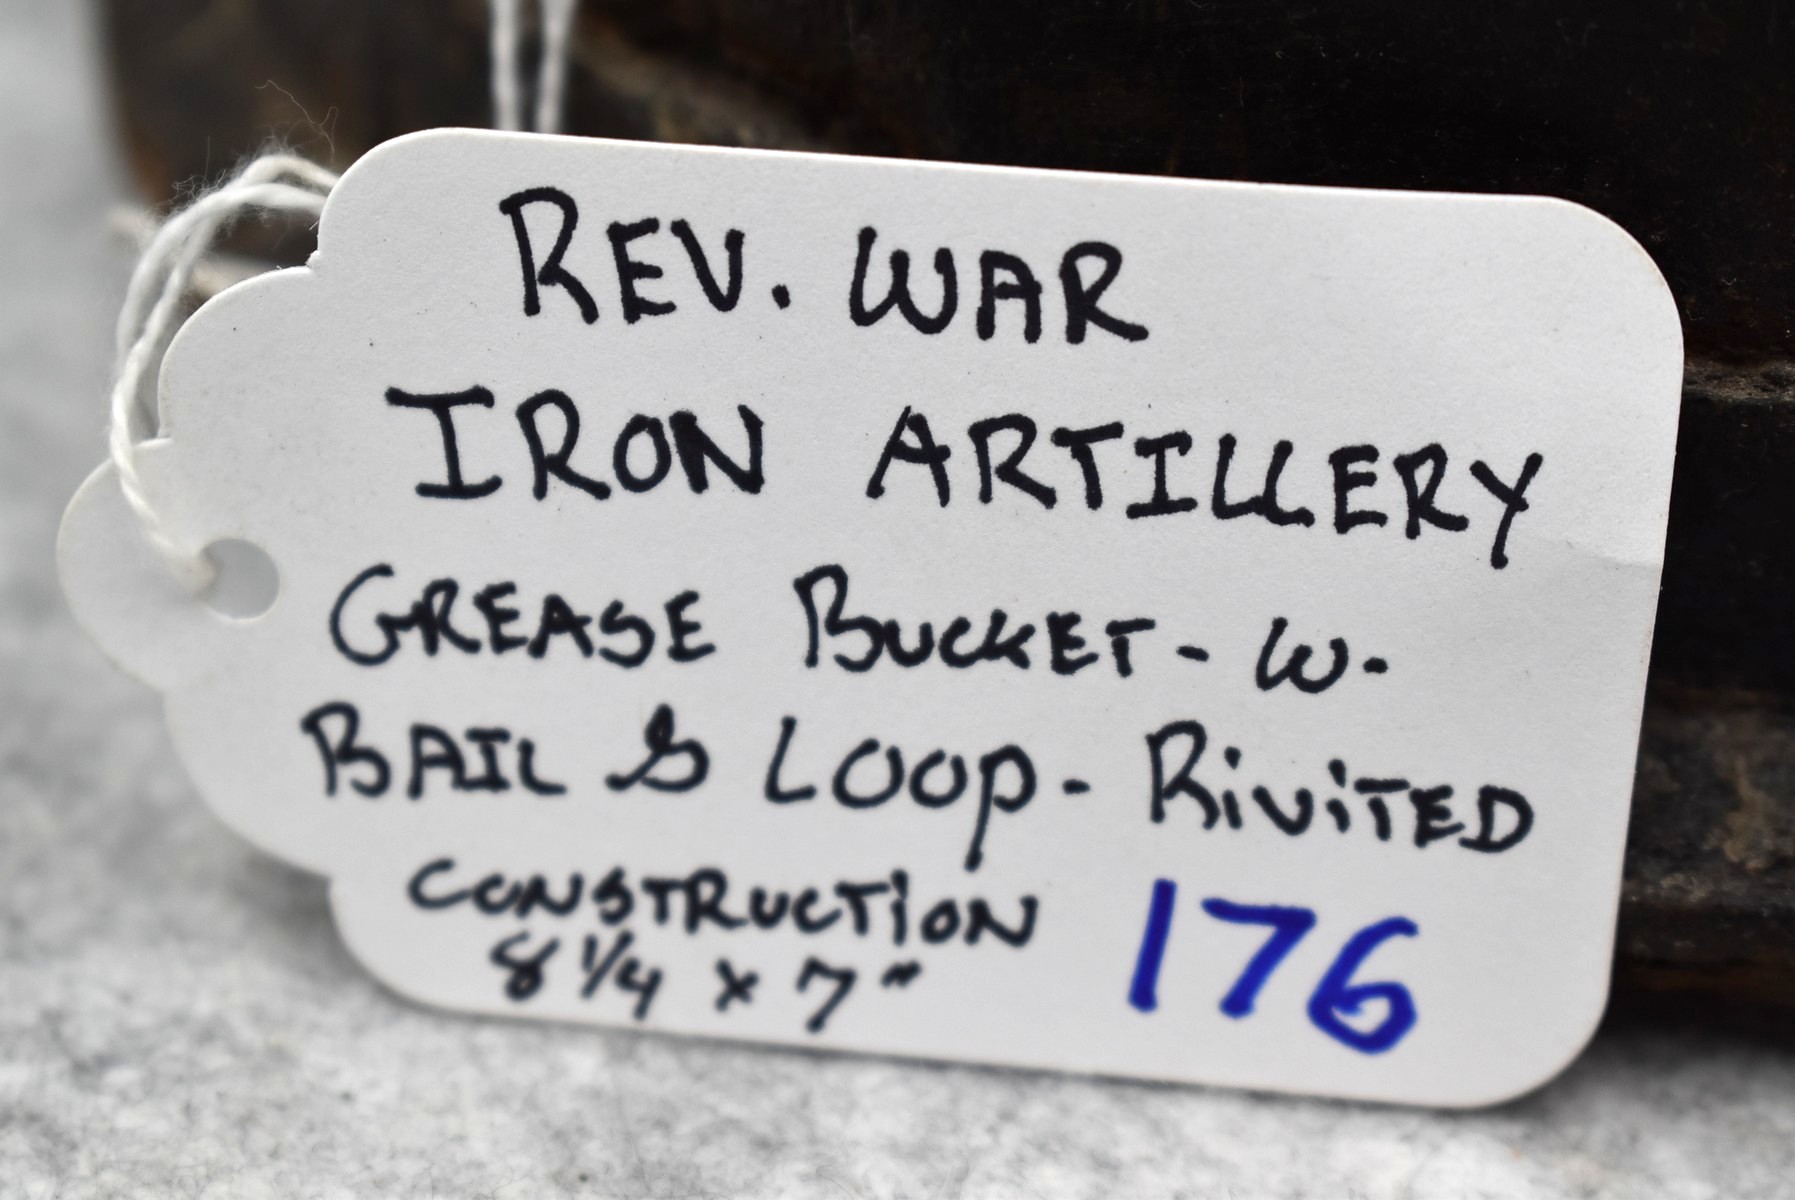 REV. WAR
IRON ARTILLERY
GREASE BUCKET - W-
BAIL & LOOP - RIVITED
CONSTRUCTION 176
8 1/4 x 7"